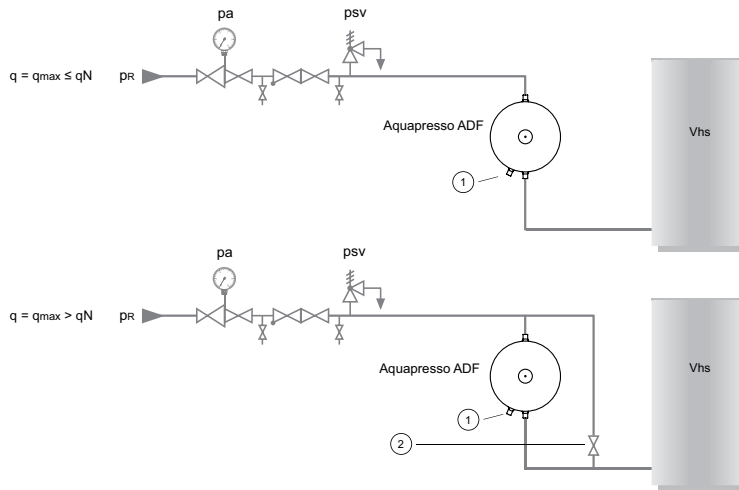 pa
psv
q = qmax ≤ qN
pR
Aquapresso ADF
Vhs
1
pa
psv
q = qmax > qN
pR
Aquapresso ADF
Vhs
1
2